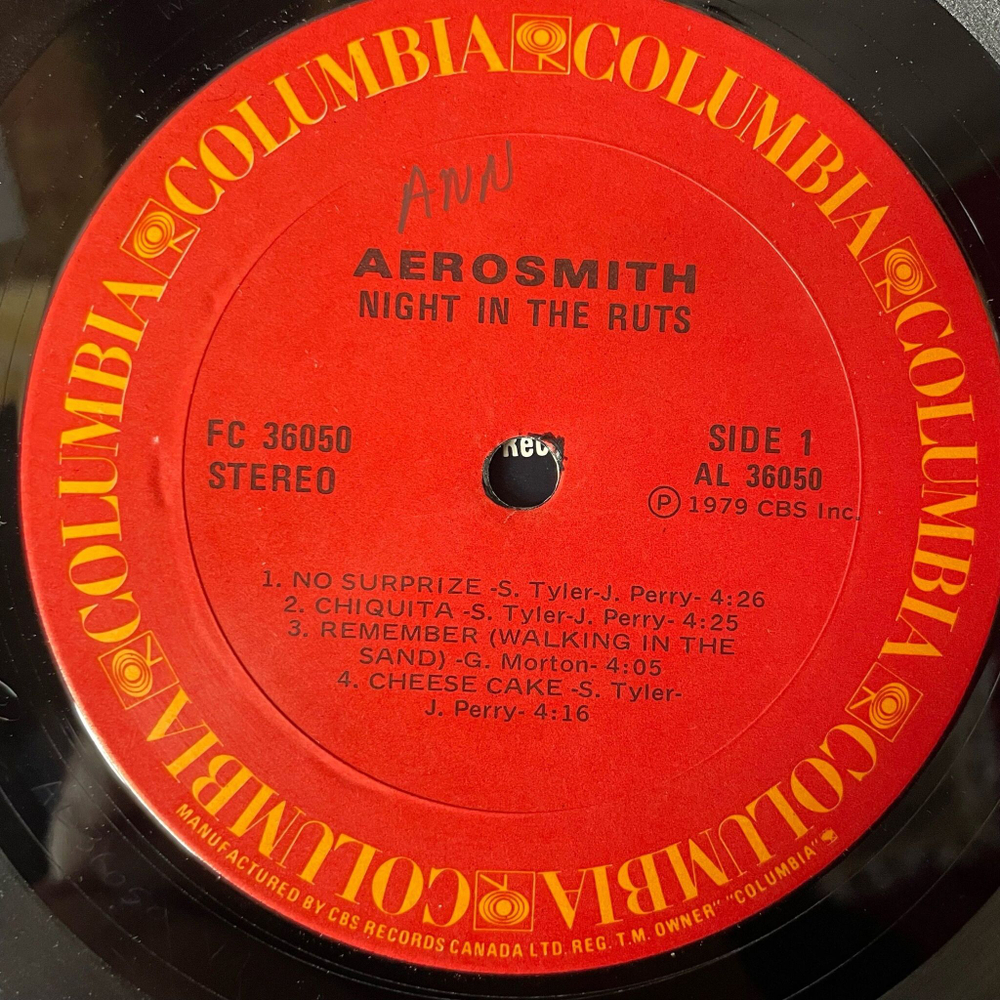 COLUMBIA COLUMBIA COLUMBIA COLUMBIA COLUMBIA COLUMBIA
ANN
AEROSMITH
NIGHT IN THE RUTS
FC 36050
STEREO
Rec
SIDE 1
AL 36050
Ⓟ 1979 CBS Inc.
1. NO SURPRIZE -S. Tyler-J. Perry- 4:26
2. CHIQUITA -S. Tyler-J. Perry- 4:25
3. REMEMBER (WALKING IN THE
SAND) -G. Morton- 4:05
4. CHEESE CAKE -S. Tyler-
J. Perry- 4:16
MANUFACTURED BY CBS RECORDS CANADA LTD. REG. T.M. OWNER" "COLUMBIA"